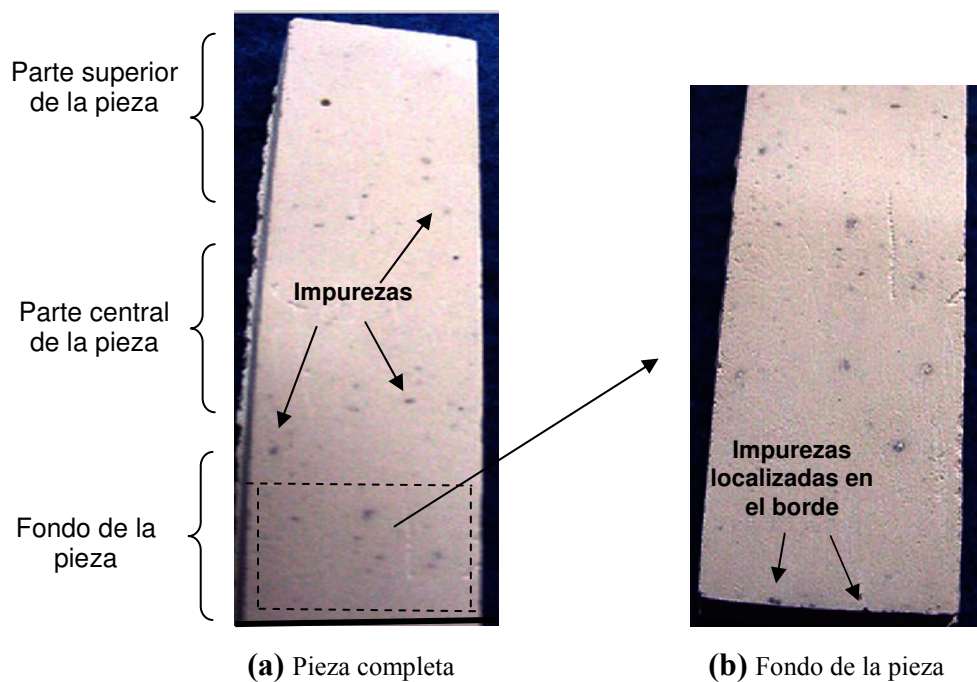 Parte superior
de la pieza
Impurezas
Parte central
de la pieza
Fondo de la
pieza
Impurezas
localizadas en
el borde
(a) Pieza completa
(b) Fondo de la pieza